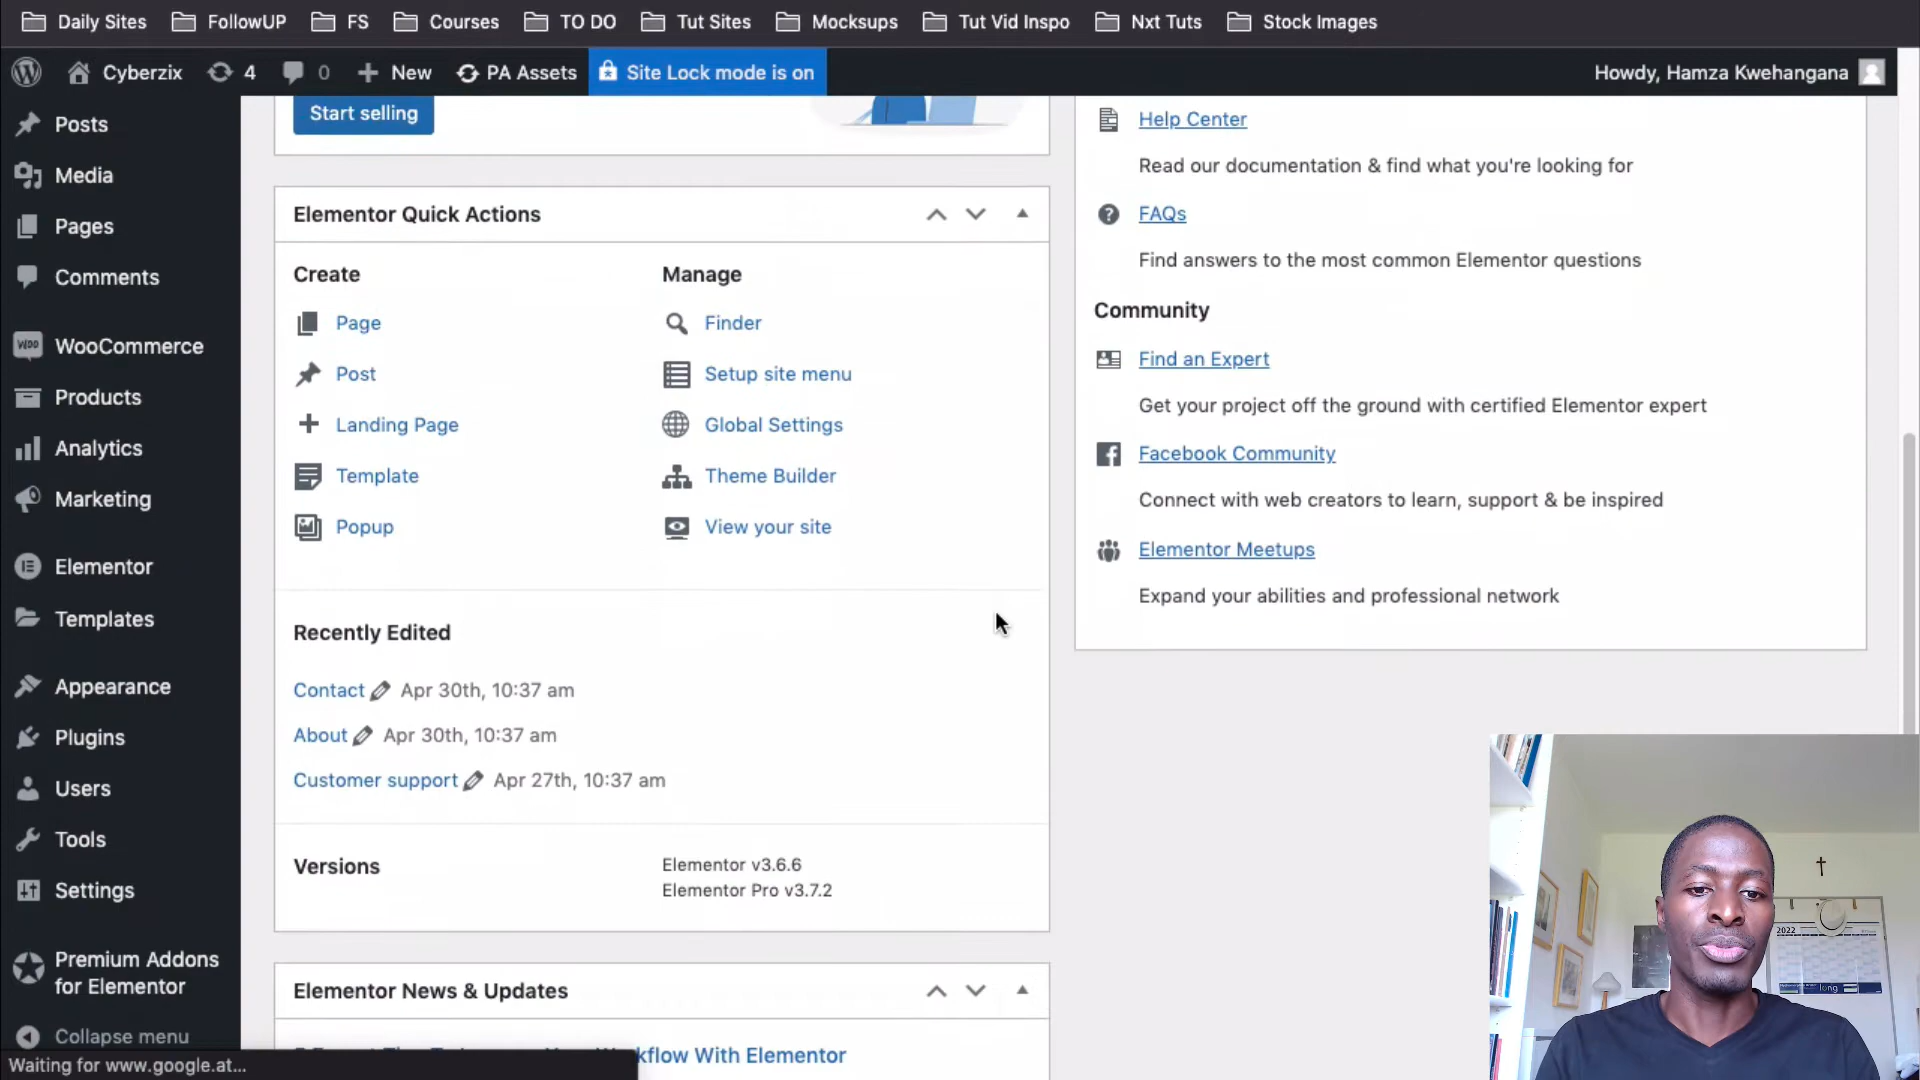 Daily Sites FollowUP FS Courses TO DO Tut Sites Mocksups Tut Vid Inspo Nxt Tuts Stock Images
Cyberzix 4 0 New PA Assets Site Lock mode is on Howdy, Hamza Kwehangana
Posts
Media
Pages
Comments
WOO WooCommerce
Products
Analytics
Marketing
Elementor
Templates
Appearance
Plugins
Users
Tools
Settings
Premium Addons
for Elementor
Collapse menu
Waiting for www.google.at...
Start selling
Elementor Quick Actions
Create
Page
Post
Landing Page
Template
Popup
Manage
Finder
Setup site menu
Global Settings
Theme Builder
View your site
Recently Edited
Contact Apr 30th, 10:37 am
About Apr 30th, 10:37 am
Customer support Apr 27th, 10:37 am
Versions
Elementor v3.6.6
Elementor Pro v3.7.2
Elementor News & Updates
With Elementor
Help Center
Read our documentation & find what you're looking for
FAQs
Find answers to the most common Elementor questions
Community
Find an Expert
Get your project off the ground with certified Elementor expert
Facebook Community
Connect with web creators to learn, support & be inspired
Elementor Meetups
Expand your abilities and professional network
2022
long